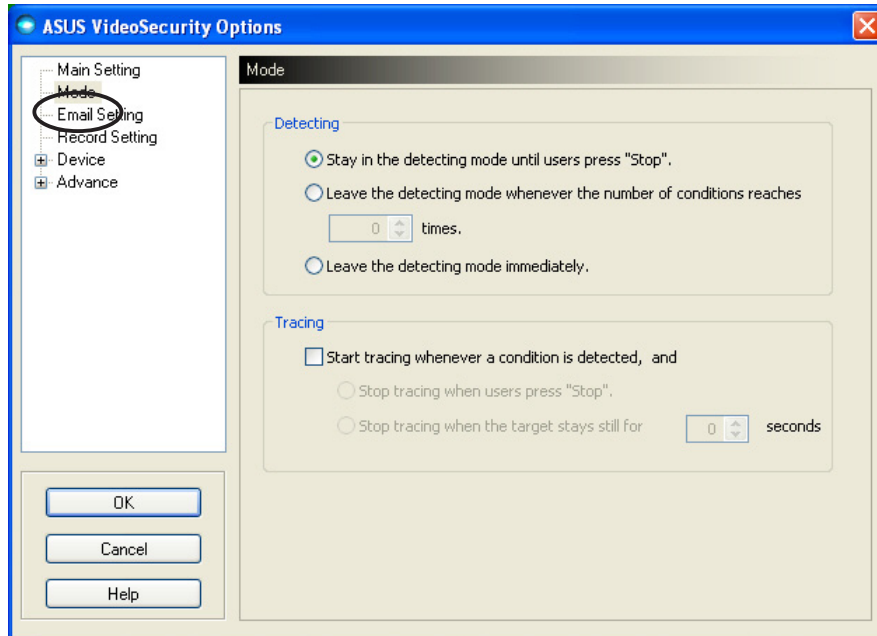 ASUS VideoSecurity Options
Main Setting
Mode
Email Setting
Record Setting
Device
Advance
OK
Cancel
Help
Mode
Detecting
Stay in the detecting mode until users press "Stop".
Leave the detecting mode whenever the number of conditions reaches
0 times.
Leave the detecting mode immediately.
Tracing
Start tracing whenever a condition is detected, and
Stop tracing when users press "Stop".
Stop tracing when the target stays still for 0 seconds